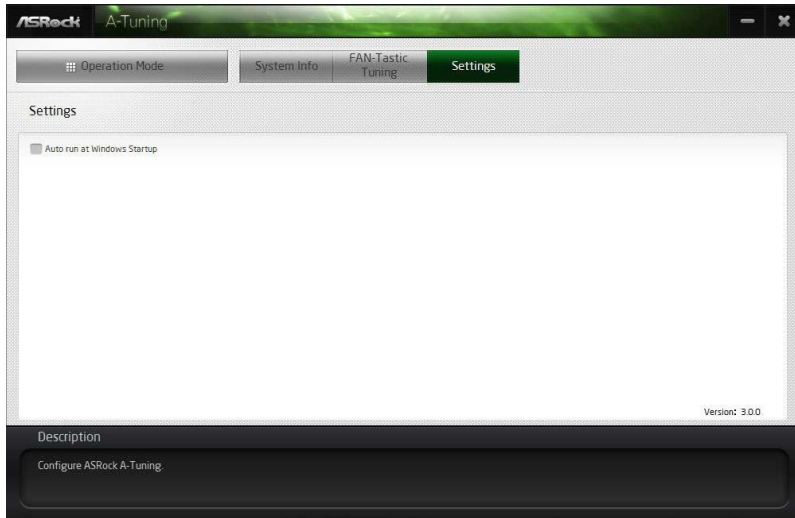 ASRock
A-Tuning
Operation Mode
System Info
FAN-Tastic
Tuning
Settings
Settings
Auto run at Windows Startup
Version: 3.0.0
Description
Configure ASRock A-Tuning.